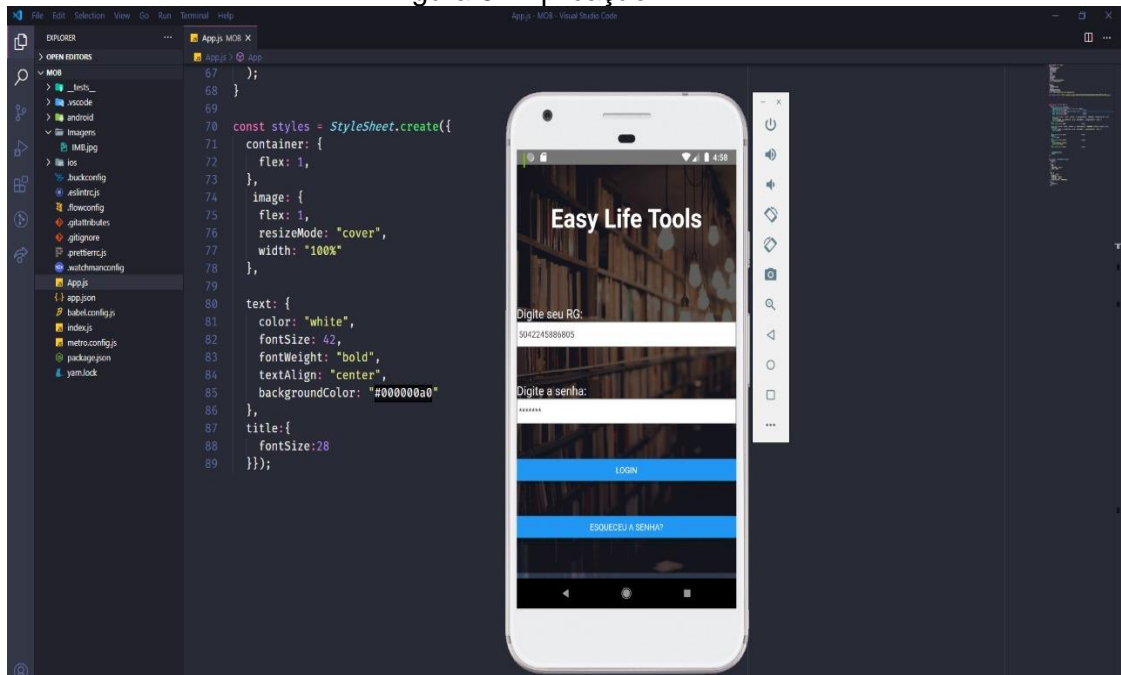 File Edit Selection View Go Run Terminal Help
App.js - MOB - Visual Studio Code
EXPLORER
OPEN EDITORS
MOB
__tests__
.vscode
android
Imagens
IMB.jpg
ios
.buckconfig
.eslintrc.js
.flowconfig
.gitattributes
.gitignore
.prettierrc.js
.watchmanconfig
App.js
app.json
babel.config.js
index.js
metro.config.js
package.json
yarn.lock
App.js MOB
App.js > App
67 );
68 }
69
70 const styles = StyleSheet.create({
71 container: {
72 flex: 1,
73 },
74 image: {
75 flex: 1,
76 resizeMode: "cover",
77 width: "100%"
78 },
79
80 text: {
81 color: "white",
82 fontSize: 42,
83 fontWeight: "bold",
84 textAlign: "center",
85 backgroundColor: "#000000a0"
86 },
87 title:{
88 fontSize:28
89 }});
4:58
Easy Life Tools
Digite seu RG:
5042245886805
Digite a senha:
*******
LOGIN
ESQUECEU A SENHA?